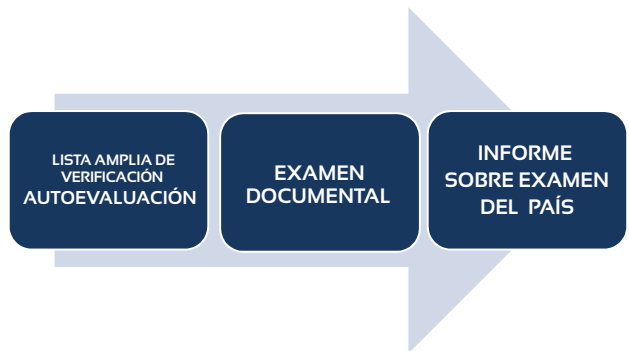 LISTA AMPLIA DE
VERIFICACIÓN
AUTOEVALUACIÓN
EXAMEN
DOCUMENTAL
INFORME
SOBRE EXAMEN
DEL PAÍS